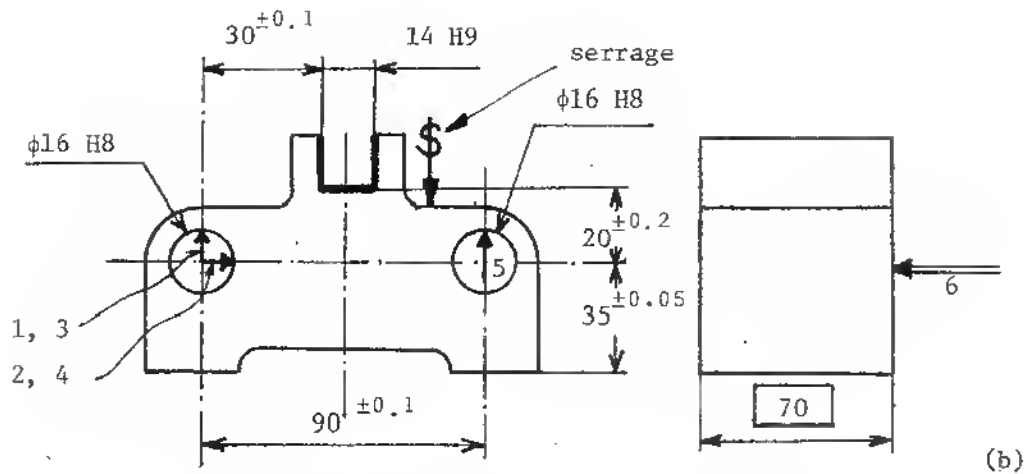 30±0.1
14 H9
serrage
φ16 H8
φ16 H8
S
20±0.2
5
6
35±0.05
1, 3
2, 4
90±0.1
70
(b)